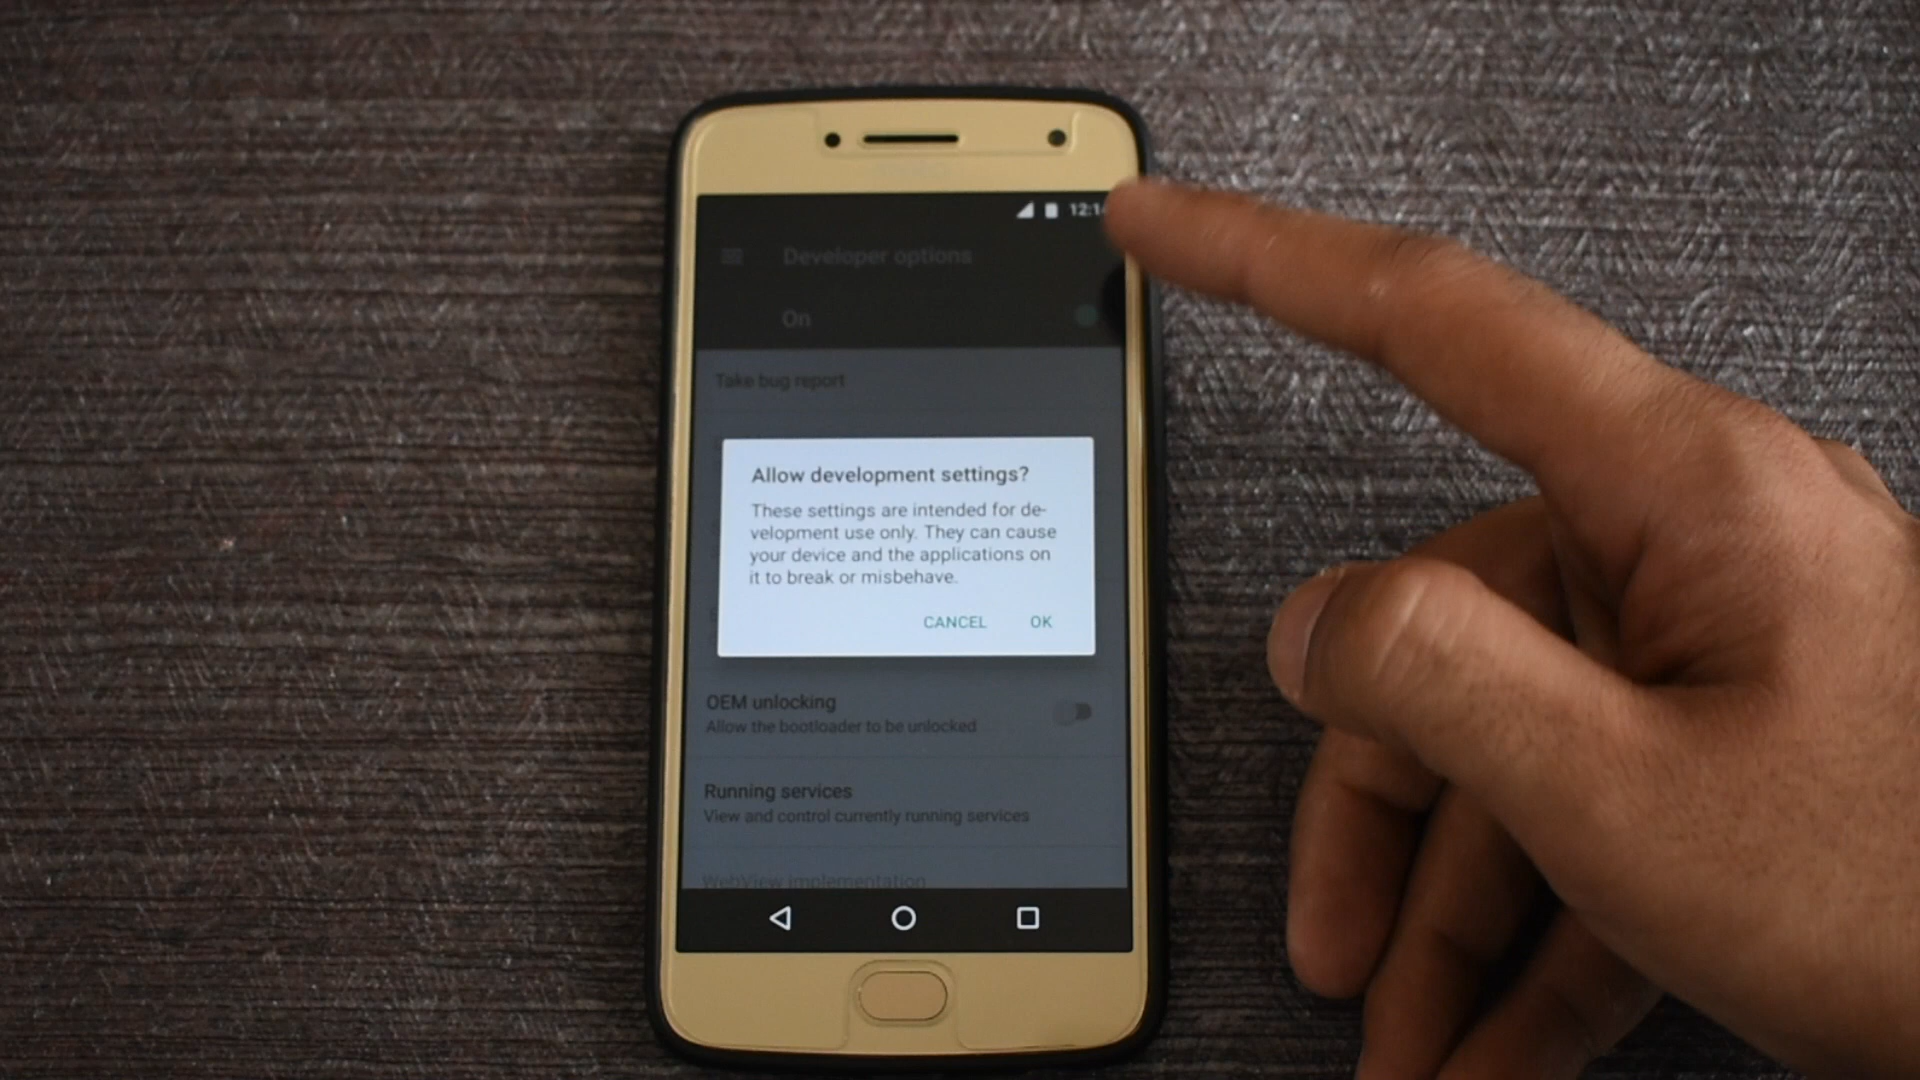 Developer options
On
Take bug report
Allow development settings?
These settings are intended for de-
velopment use only. They can cause
your device and the applications on
it to break or misbehave.
CANCEL OK
OEM unlocking
Allow the bootloader to be unlocked
Running services
View and control currently running services
WebView implementation